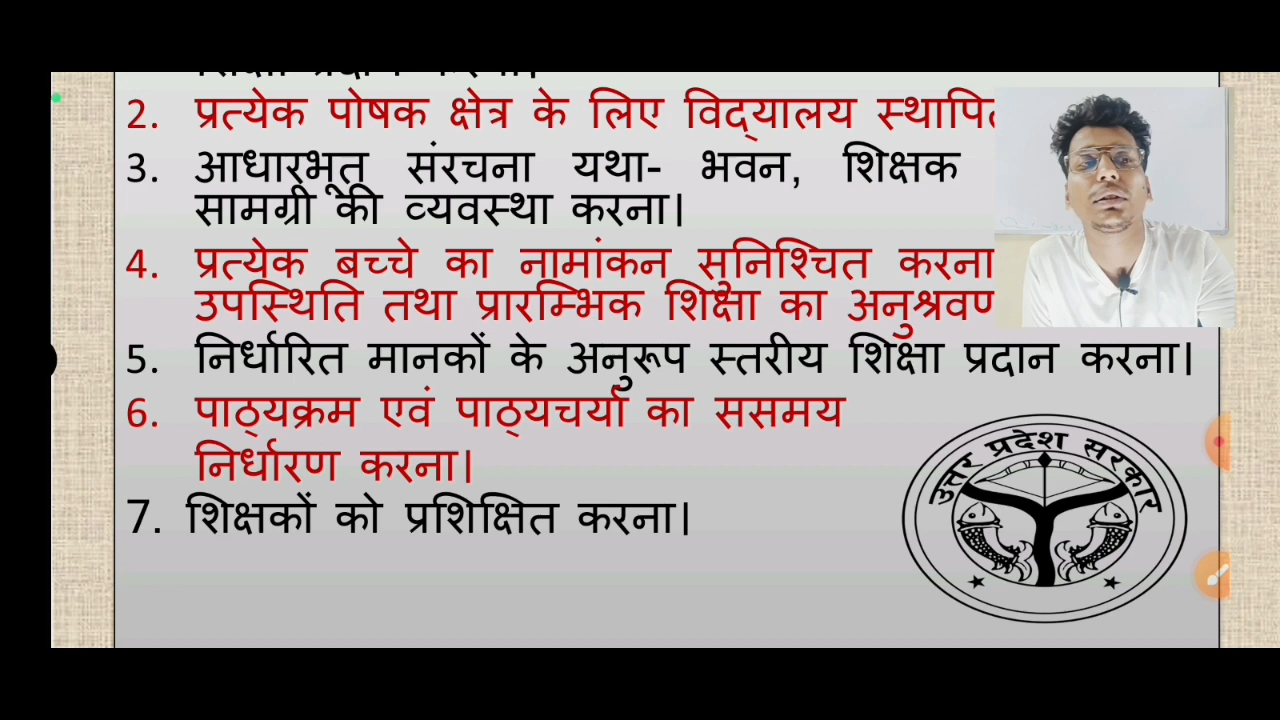 2. प्रत्येक पोषक क्षेत्र के लिए विद्यालय
3. आधारभूत संरचना यथा- भवन, शिक्षक
सामग्री की व्यवस्था करना।
4. प्रत्येक बच्चे का नामांकन सुनिश्चित करना
उपस्थिति तथा प्रारम्भिक शिक्षा का
5. निर्धारित मानकों के अनुरूप स्तरीय शिक्षा प्रदान करना।
6. पाठ्यक्रम एवं पाठ्यचर्या का ससमय
निर्धारण करना।
7. शिक्षकों को प्रशिक्षित करना।
उत्तर प्रदेश सरकार